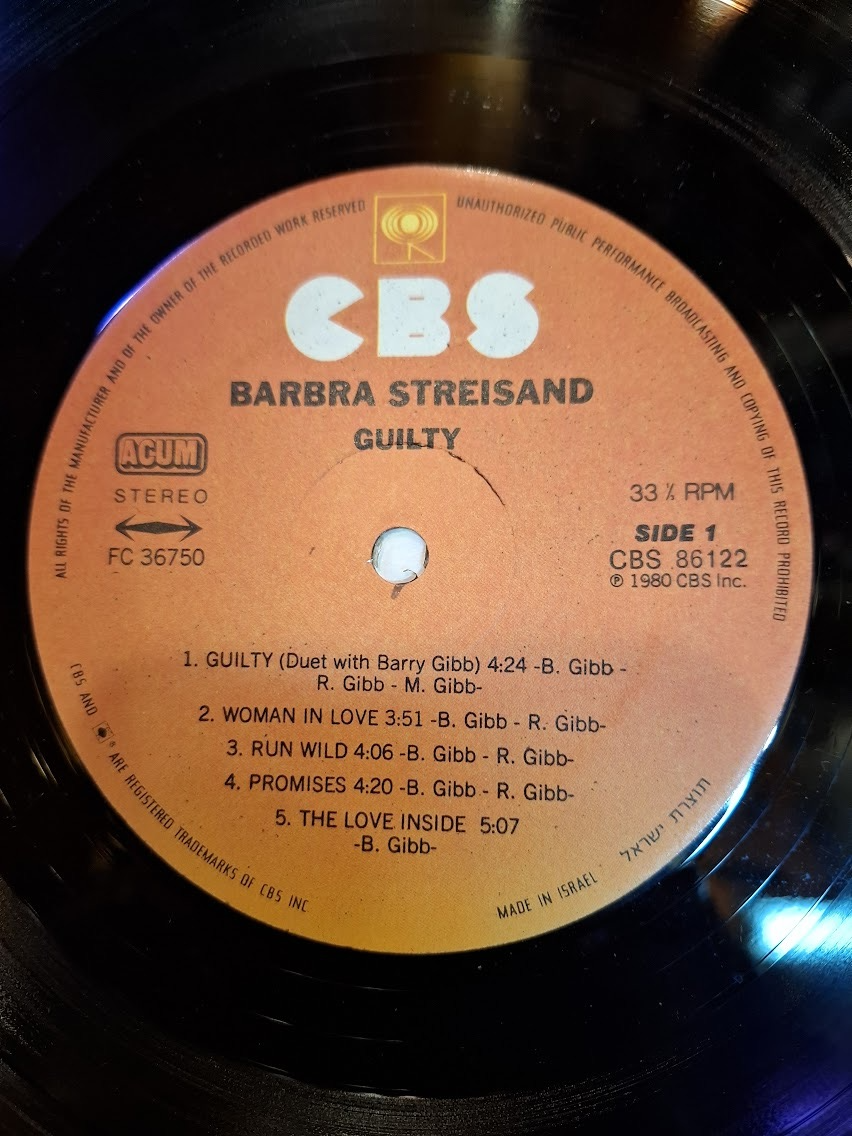 ALL RIGHTS OF THE MANUFACTURER AND OF THE OWNER OF THE RECORDED WORK RESERVED
UNAUTHORIZED PUBLIC PERFORMANCE BROADCASTING AND COPYING OF THIS RECORD PROHIBITED
CBS
BARBRA STREISAND
GUILTY
ACUM
STEREO
FC 36750
33 ⅓ RPM
SIDE 1
CBS 86122
℗ 1980 CBS Inc.
1. GUILTY (Duet with Barry Gibb) 4:24 -B. Gibb -
R. Gibb - M. Gibb-
2. WOMAN IN LOVE 3:51 -B. Gibb - R. Gibb-
3. RUN WILD 4:06 -B. Gibb - R. Gibb-
4. PROMISES 4:20 -B. Gibb - R. Gibb-
5. THE LOVE INSIDE 5:07
-B. Gibb-
CBS AND ® ARE REGISTERED TRADEMARKS OF CBS INC
MADE IN ISRAEL
תוצרת ישראל